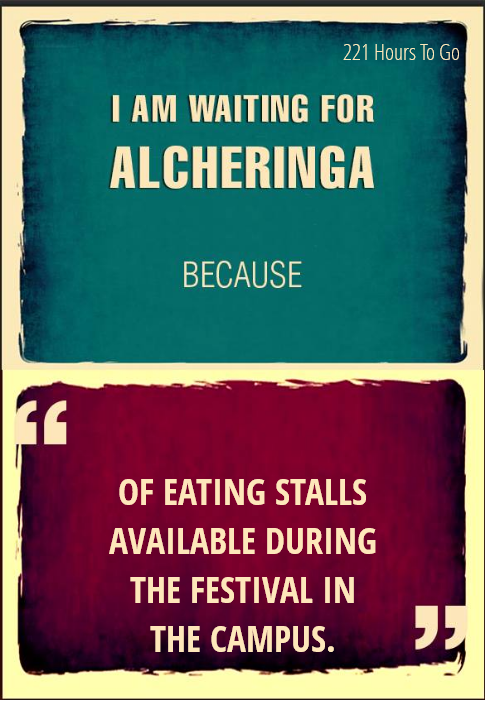 221 Hours To Go
I AM WAITING FOR
ALCHERINGA
BECAUSE
“
OF EATING STALLS
AVAILABLE DURING
THE FESTIVAL IN
THE CAMPUS.
”